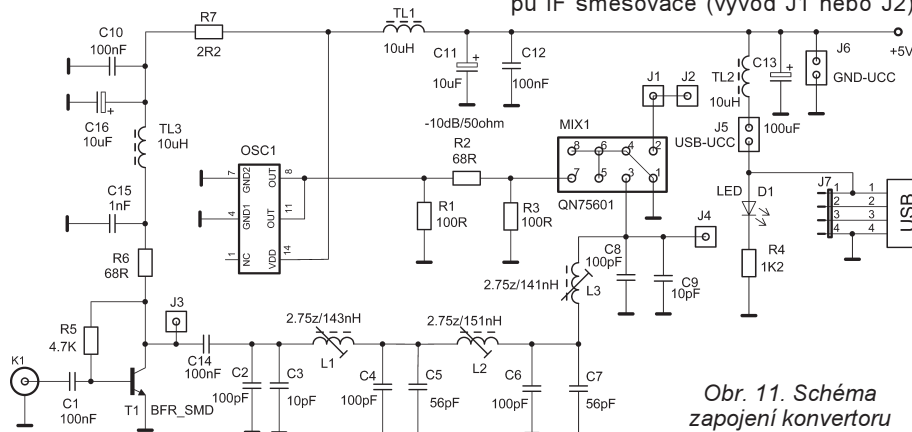 pu IF směšovače (vývod J1 nebo J2)
C10
100nF
R7
2R2
TL1
10uH
C11
10uF
+
C12
100nF
C13
+
100uF
J6
GND-UCC
+5V
C16
10uF
+
TL3
10uH
TL2
10uH
J1
J2
-10dB/50ohm
MIX1
8
6
4
2
7
5
3
1
QN75601
J5
USB-UCC
OSC1
7
GND2
OUT
8
4
GND1
OUT
11
1
NC
VDD
14
R2
68R
R1
100R
R3
100R
C15
1nF
LED
D1
J7
1
2
3
4
1
2
3
4
USB
R6
68R
J4
C8
100pF
C9
10pF
R4
1K2
2.75z/141nH
L3
J3
R5
4.7K
2.75z/143nH
L1
2.75z/151nH
L2
K1
C1
100nF
T1
BFR_SMD
C14
100nF
C2
100pF
C3
10pF
C4
100pF
C5
56pF
C6
100pF
C7
56pF
Obr. 11. Schéma
zapojení konvertoru